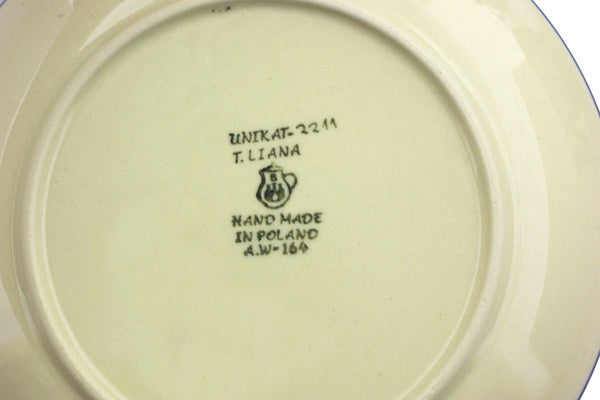 UNIKAT-2211
T. LIANA
HAND MADE
IN POLAND
A.W-164